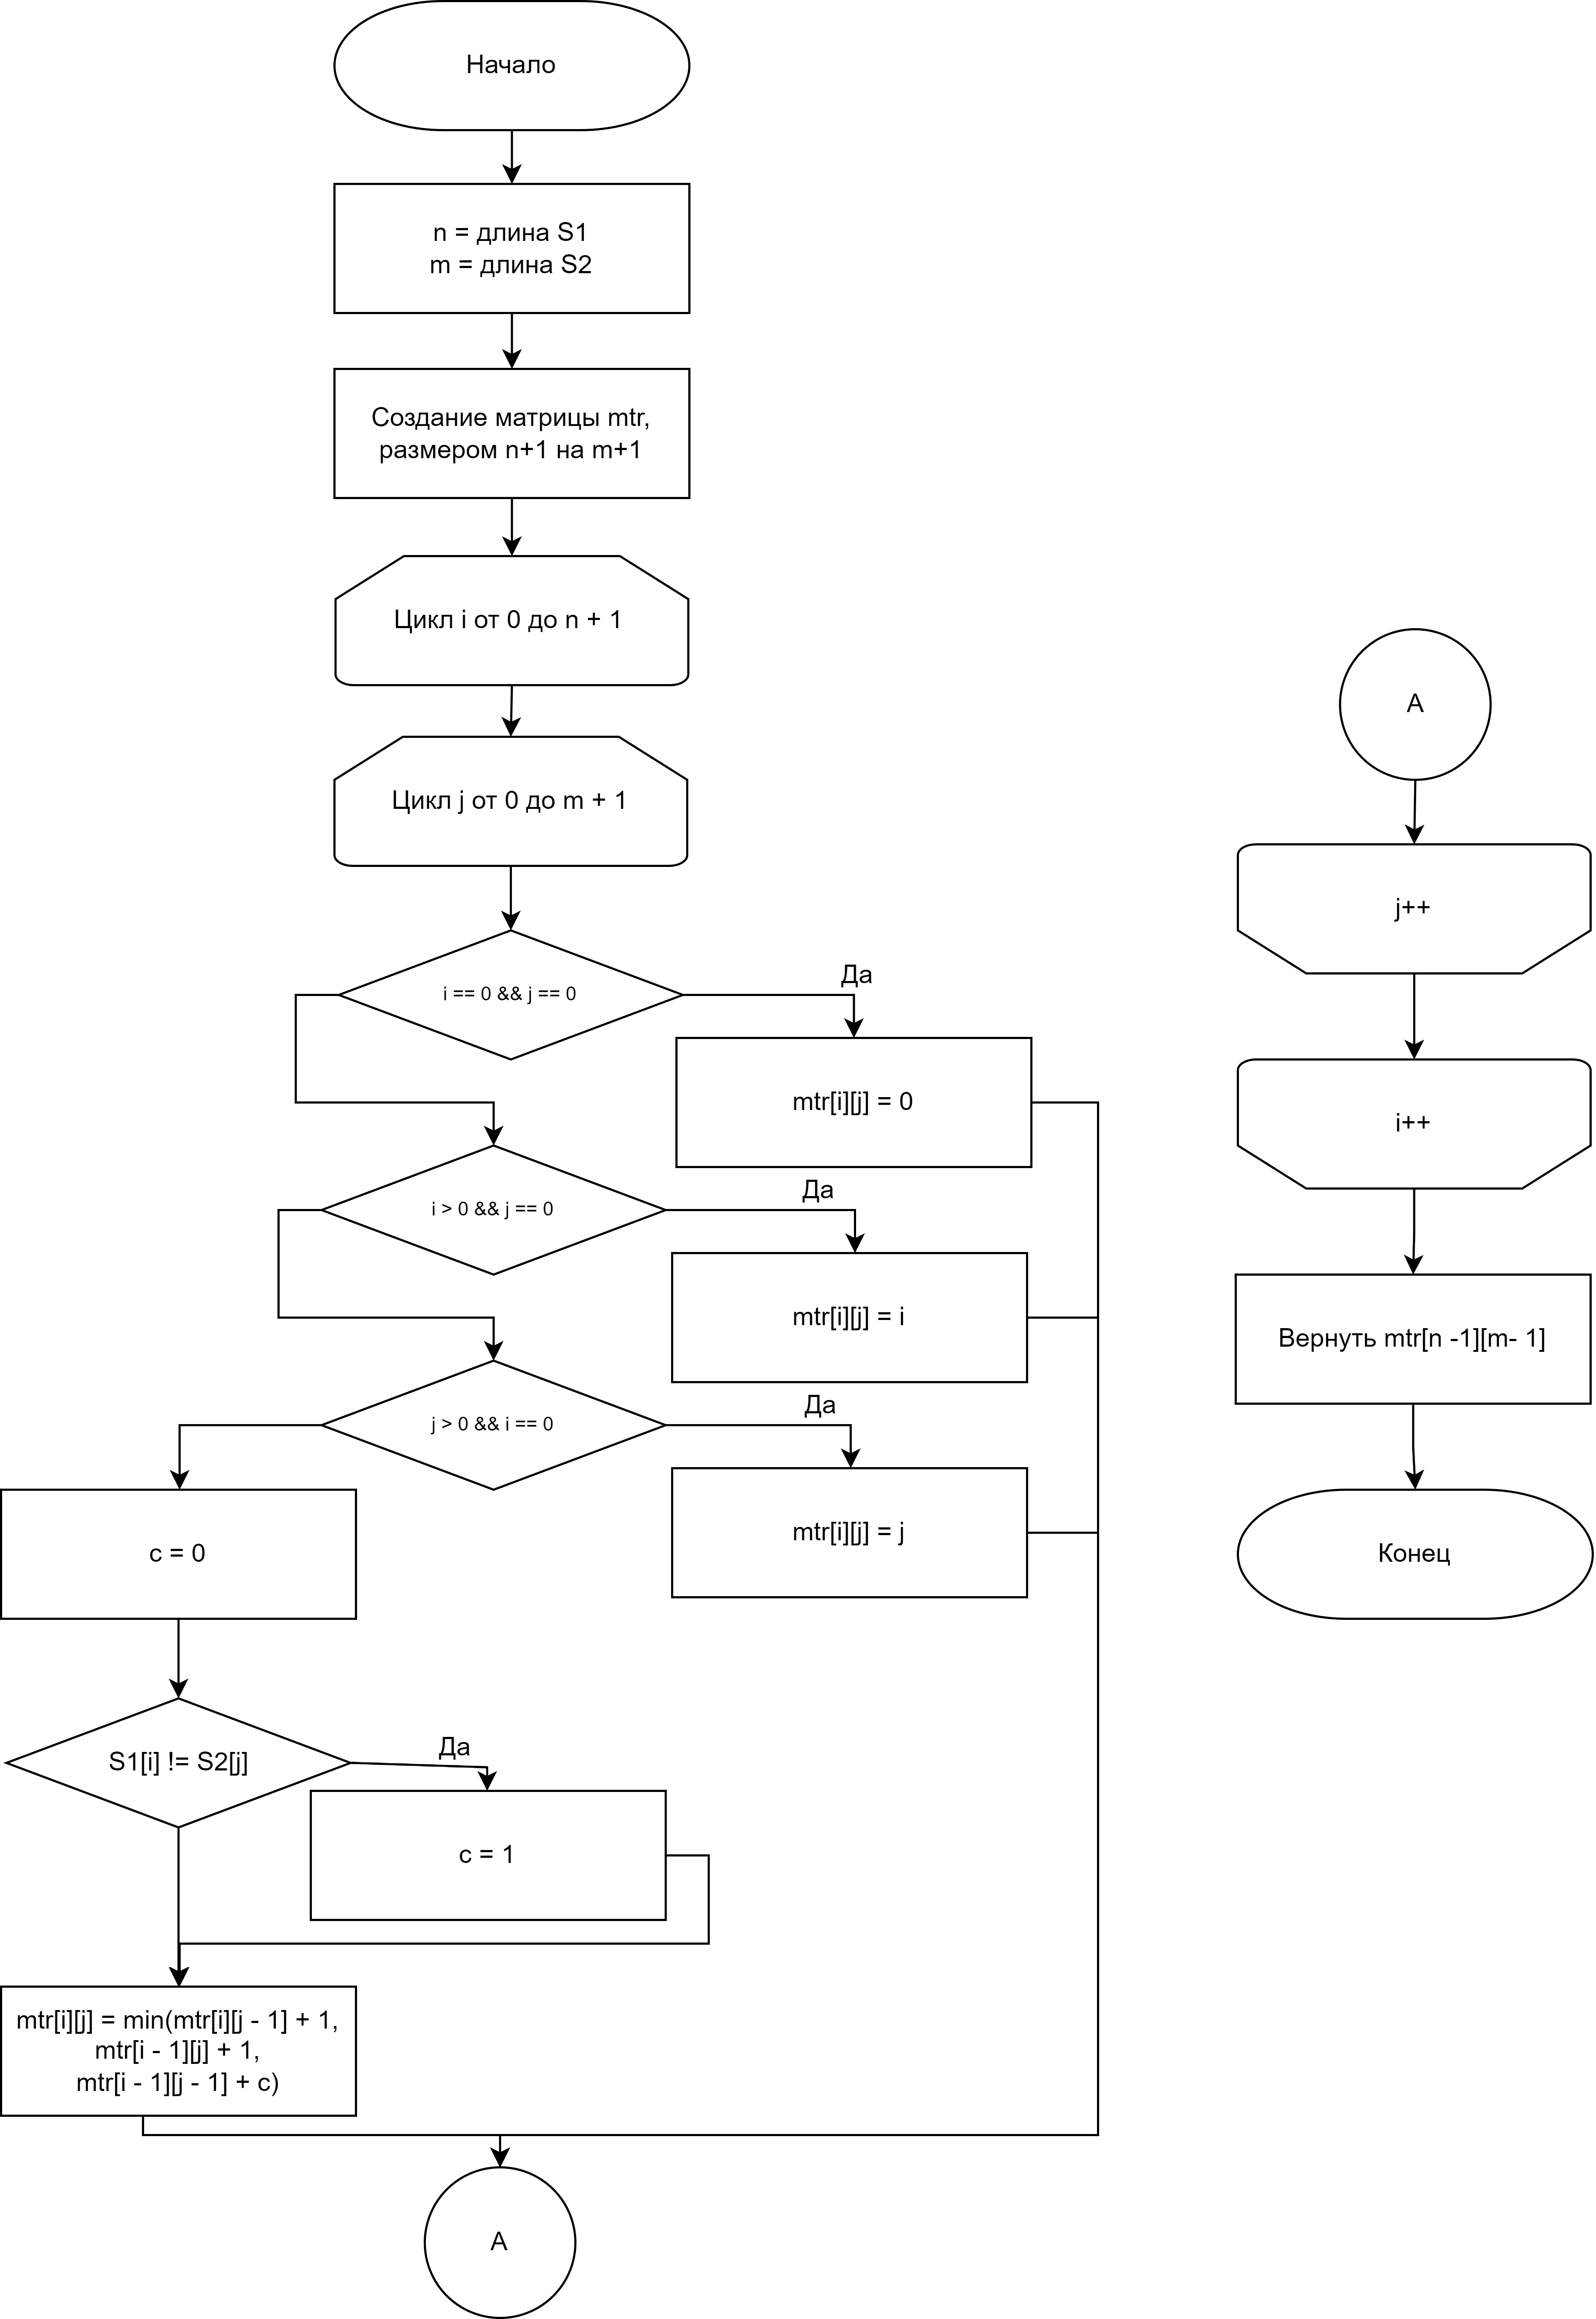 Начало
n = длина S1
m = длина S2
Создание матрицы mtr,
размером n+1 на m+1
Цикл i от 0 до n + 1
Цикл j от 0 до m + 1
i == 0 && j == 0
Да
mtr[i][j] = 0
i > 0 && j == 0
Да
mtr[i][j] = i
j > 0 && i == 0
Да
mtr[i][j] = j
c = 0
S1[i] != S2[j]
Да
c = 1
mtr[i][j] = min(mtr[i][j - 1] + 1,
mtr[i - 1][j] + 1,
mtr[i - 1][j - 1] + c)
A
A
j++
i++
Вернуть mtr[n -1][m- 1]
Конец